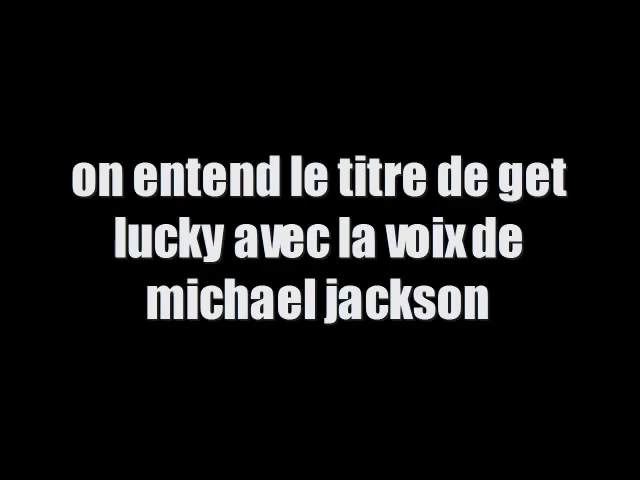 on entend le titre de get
lucky avec la voix de
michael jackson